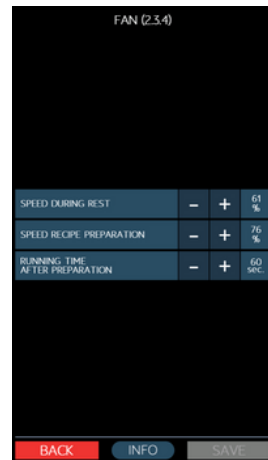 FAN (2.3.4)
SPEED DURING REST - + 61 %
SPEED RECIPE PREPARATION - + 76 %
RUNNING TIME
AFTER PREPARATION - + 60 sec.
BACK INFO SAVE